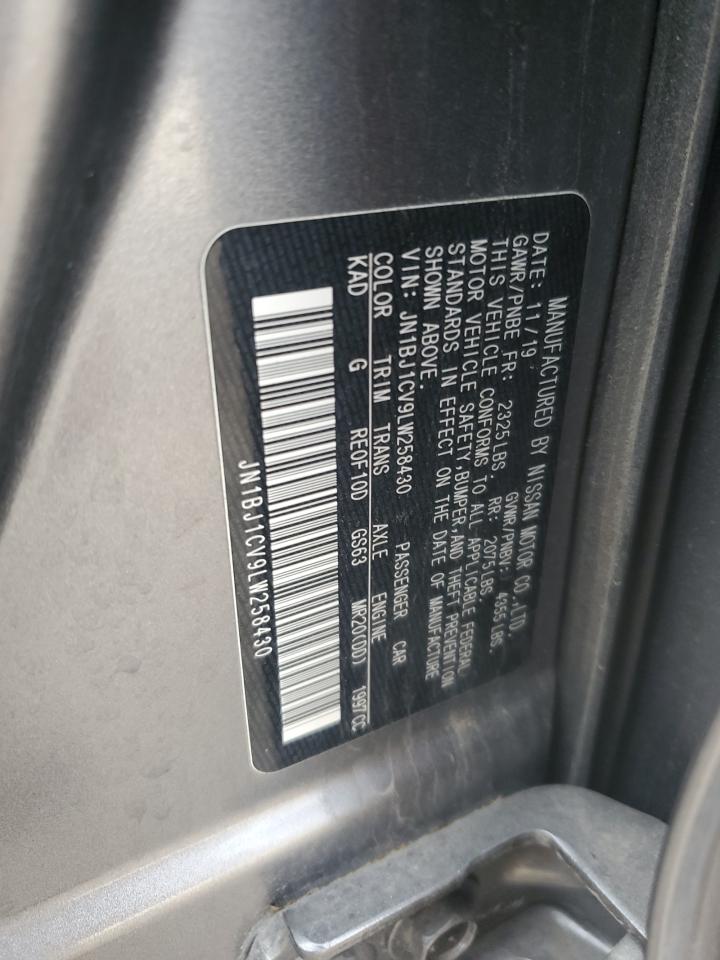 MANUFACTURED BY NISSAN MOTOR CO.,LTD.
DATE: 11/19 GVWR/PNBV: 4355LBS.
GAWR/PNBE FR: 2325LBS. RR: 2075LBS.
THIS VEHICLE CONFORMS TO ALL APPLICABLE FEDERAL
MOTOR VEHICLE SAFETY,BUMPER,AND THEFT PREVENTION
STANDARDS IN EFFECT ON THE DATE OF MANUFACTURE
SHOWN ABOVE.
VIN: JN1BJ1CV9LW258430 PASSENGER CAR
COLOR TRIM TRANS AXLE ENGINE
KAD G RE0F10D GS63 MR20(DD) 1997CC
JN1BJ1CV9LW258430